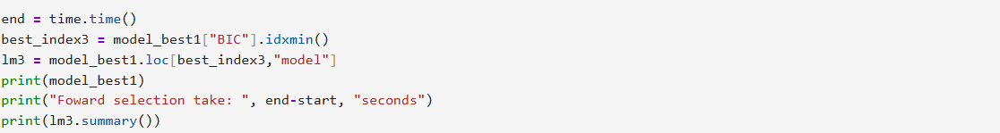 end = time.time()
best_index3 = model_best1["BIC"].idxmin()
lm3 = model_best1.loc[best_index3,"model"]
print(model_best1)
print("Foward selection take: ", end-start, "seconds")
print(lm3.summary())